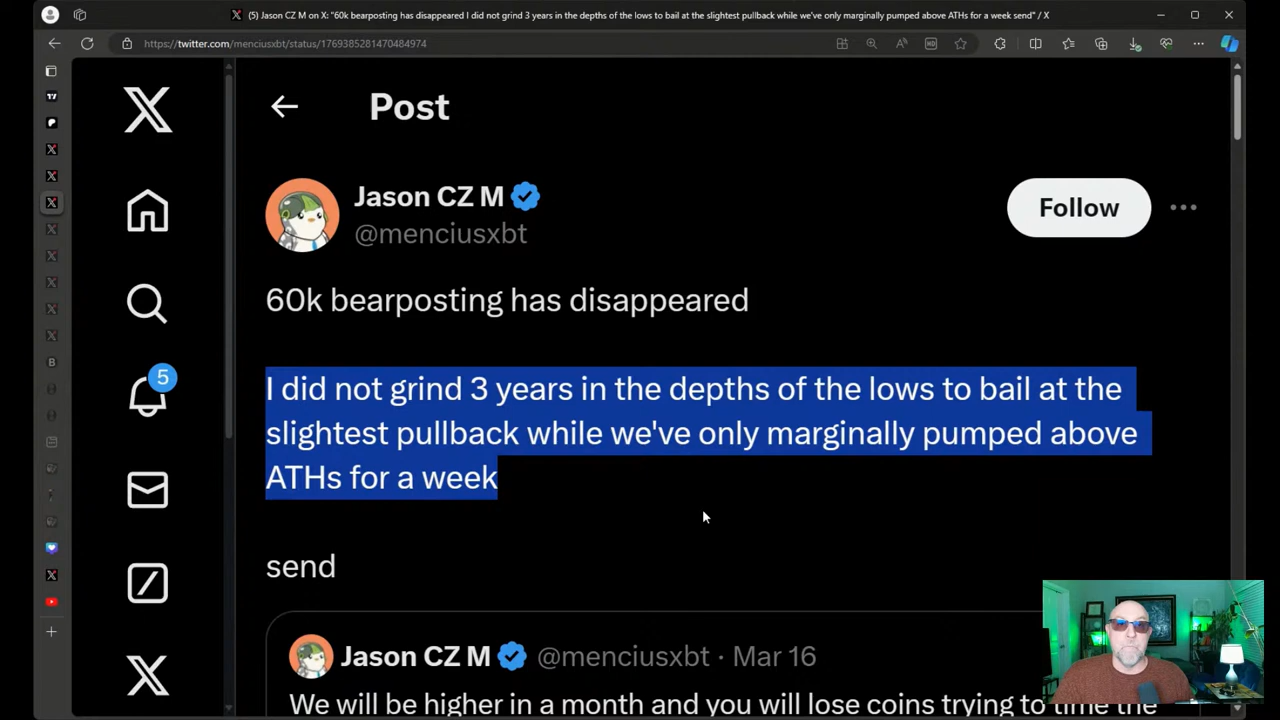 (5) Jason CZ M on X: "60k bearposting has disappeared I did not grind 3 years in the depths of the lows to bail at the slightest pullback while we've only marginally pumped above ATHs for a week send" / X
https://twitter.com/menciusxbt/status/1769385281470484974
Post
Jason CZ M
Follow
@menciusxbt
60k bearposting has disappeared
I did not grind 3 years in the depths of the lows to bail at the
slightest pullback while we've only marginally pumped above
ATHs for a week
5
send
Jason CZ M @menciusxbt · Mar 16
We will be higher in a month and you will lose coins trying to time the